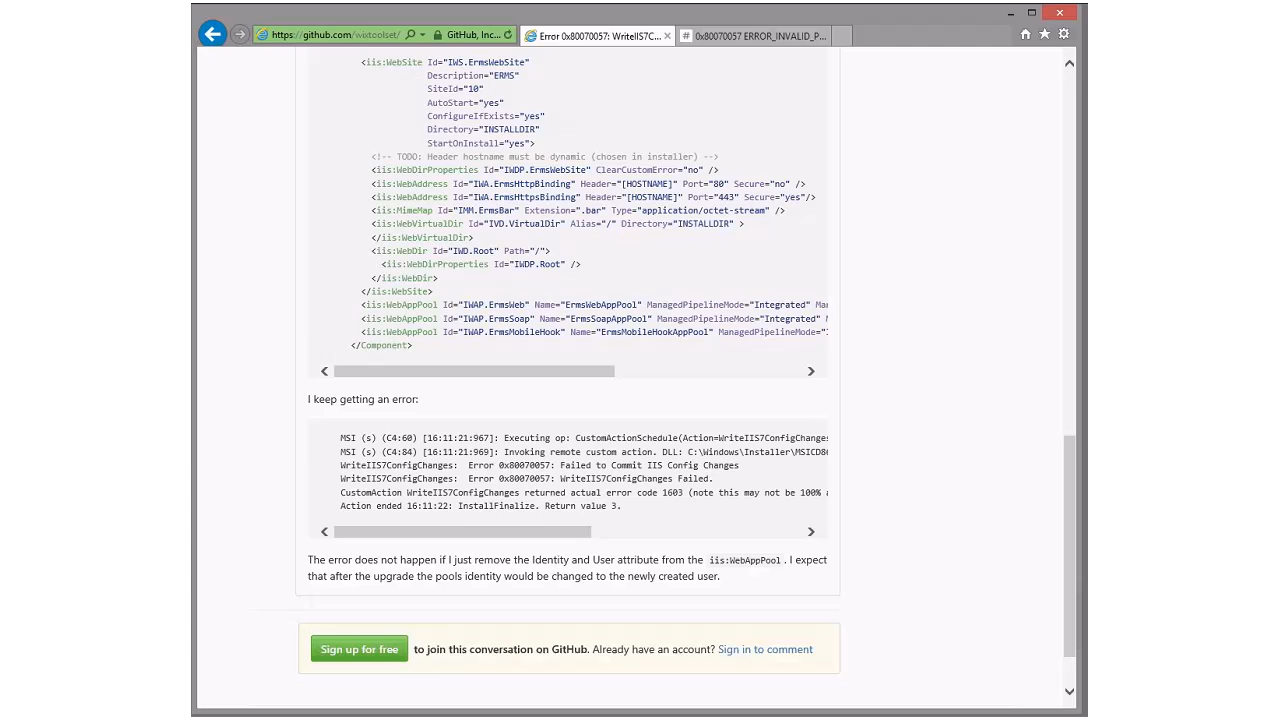 https://github.com/wixtoolset/
GitHub, Inc...
Error 0x80070057: WriteIIS7C...
0x80070057 ERROR_INVALID_P...
<iis:WebSite Id="IWS.ErmsWebSite"
Description="ERMS"
SiteId="10"
AutoStart="yes"
ConfigureIfExists="yes"
Directory="INSTALLDIR"
StartOnInstall="yes">
<!-- TODO: Header hostname must be dynamic (chosen in installer) -->
<iis:WebDirProperties Id="IWDP.ErmsWebSite" ClearCustomError="no" />
<iis:WebAddress Id="IWA.ErmsHttpBinding" Header="[HOSTNAME]" Port="80" Secure="no" />
<iis:WebAddress Id="IWA.ErmsHttpsBinding" Header="[HOSTNAME]" Port="443" Secure="yes"/>
<iis:MimeMap Id="IMM.ErmsBar" Extension=".bar" Type="application/octet-stream" />
<iis:WebVirtualDir Id="IVD.VirtualDir" Alias="/" Directory="INSTALLDIR" >
</iis:WebVirtualDir>
<iis:WebDir Id="IWD.Root" Path="/">
<iis:WebDirProperties Id="IWDP.Root" />
</iis:WebDir>
</iis:WebSite>
<iis:WebAppPool Id="IWAP.ErmsWeb" Name="ErmsWebAppPool" ManagedPipelineMode="Integrated" Ma
<iis:WebAppPool Id="IWAP.ErmsSoap" Name="ErmsSoapAppPool" ManagedPipelineMode="Integrated"
<iis:WebAppPool Id="IWAP.ErmsMobileHook" Name="ErmsMobileHookAppPool" ManagedPipelineMode="
</Component>
I keep getting an error:
MSI (s) (C4:60) [16:11:21:967]: Executing op: CustomActionSchedule(Action=WriteIIS7ConfigChanges
MSI (s) (C4:84) [16:11:21:969]: Invoking remote custom action. DLL: C:\Windows\Installer\MSICD8
WriteIIS7ConfigChanges: Error 0x80070057: Failed to Commit IIS Config Changes
WriteIIS7ConfigChanges: Error 0x80070057: WriteIIS7ConfigChanges Failed.
CustomAction WriteIIS7ConfigChanges returned actual error code 1603 (note this may not be 100% a
Action ended 16:11:22: InstallFinalize. Return value 3.
The error does not happen if I just remove the Identity and User attribute from the iis:WebAppPool . I expect
that after the upgrade the pools identity would be changed to the newly created user.
Sign up for free to join this conversation on GitHub. Already have an account? Sign in to comment